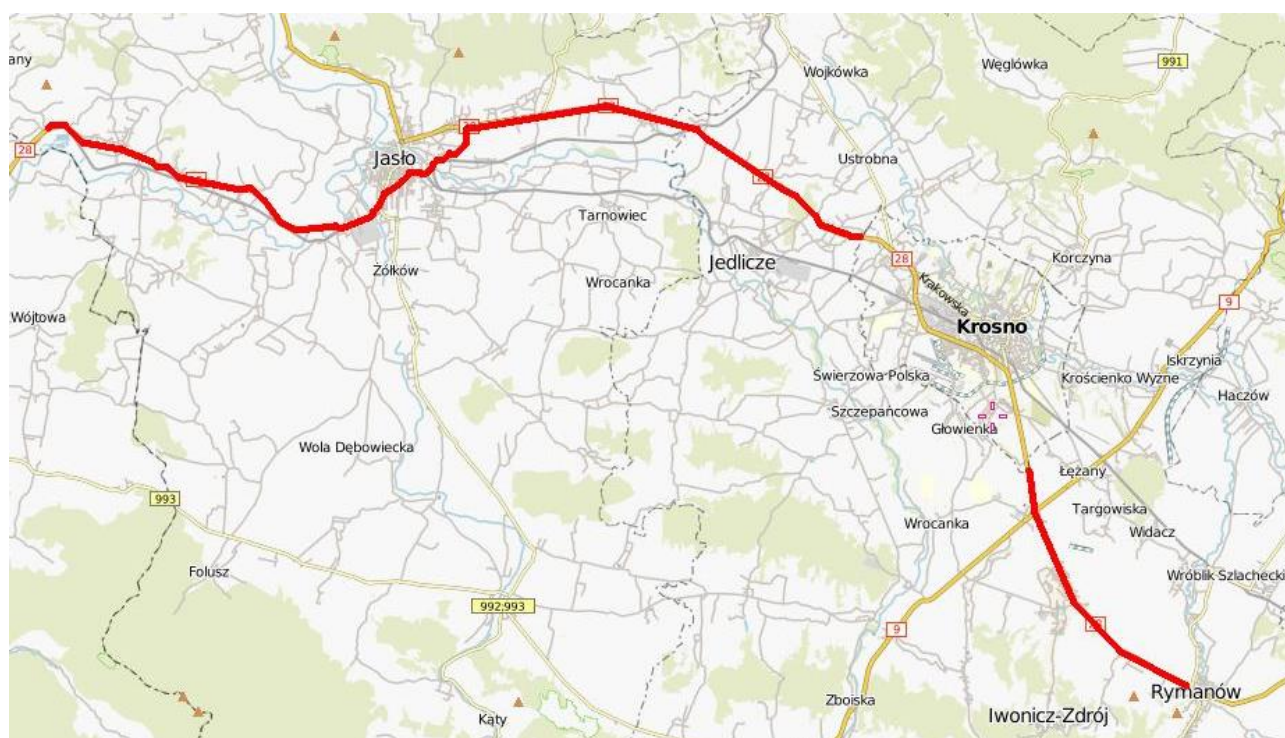 any
991
Węglówka
Wojkówka
28
Jasło
Ustrobna
Tarnowiec
Korczyna
Jedlicze
28
Żółków
Wrocanka
Krakowska
9
Wójtowa
Krosno
Iskrzynia
Świerzowa Polska
Krościenko Wyżne
Haczów
Szczepańcowa
Głowienka
Wola Dębowiecka
Łężany
993
Targowiska
Wrocanka
Widacz
Folusz
Wróblik Szlachecki
992;993
9
Rymanów
Zboiska
Iwonicz-Zdrój
Kąty